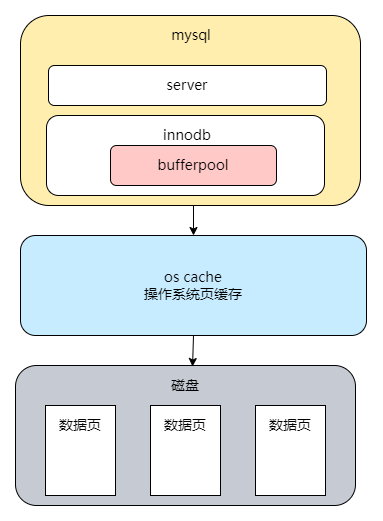 mysql
server
innodb
bufferpool
os cache
操作系统页缓存
磁盘
数据页
数据页
数据页